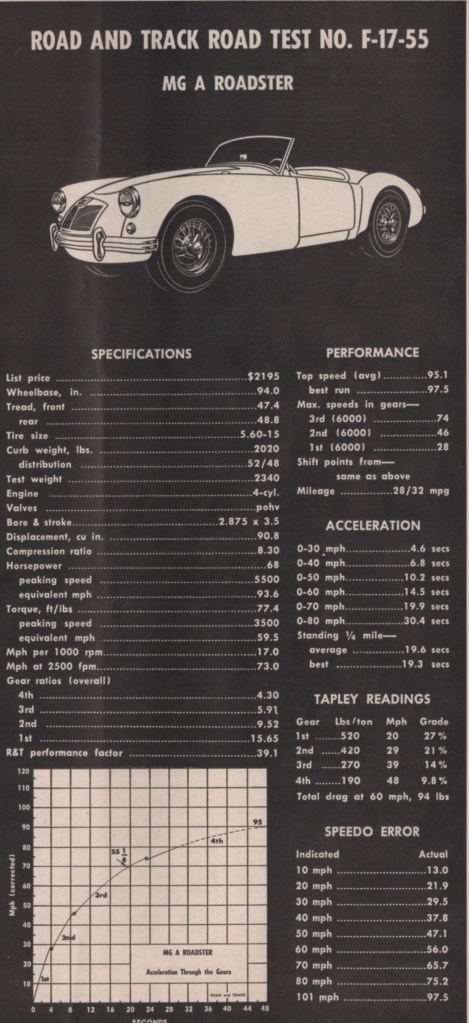 ROAD AND TRACK ROAD TEST NO. F-17-55
MG A ROADSTER
SPECIFICATIONS
List price ........ $2195
Wheelbase, in. ........ 94.0
Tread, front ........ 47.4
rear ........ 48.8
Tire size ........ 5.60-15
Curb weight, lbs. ........ 2020
distribution ........ 52/48
Test weight ........ 2340
Engine ........ 4-cyl.
Valves ........ pohv
Bore & stroke ........ 2.875 x 3.5
Displacement, cu in. ........ 90.8
Compression ratio ........ 8.30
Horsepower ........ 68
peaking speed ........ 5500
equivalent mph ........ 93.6
Torque, ft/lbs ........ 77.4
peaking speed ........ 3500
equivalent mph ........ 59.5
Mph per 1000 rpm ........ 17.0
Mph at 2500 fpm ........ 73.0
Gear ratios (overall)
4th ........ 4.30
3rd ........ 5.91
2nd ........ 9.52
1st ........ 15.65
R&T performance factor ........ 39.1
PERFORMANCE
Top speed (avg) ........ 95.1
best run ........ 97.5
Max. speeds in gears—
3rd (6000) ........ 74
2nd (6000) ........ 46
1st (6000) ........ 28
Shift points from—
same as above
Mileage ........ 28/32 mpg
ACCELERATION
0-30 mph ........ 4.6 secs
0-40 mph ........ 6.8 secs
0-50 mph ........ 10.2 secs
0-60 mph ........ 14.5 secs
0-70 mph ........ 19.9 secs
0-80 mph ........ 30.4 secs
Standing ¼ mile—
average ........ 19.6 secs
best ........ 19.3 secs
TAPLEY READINGS
Gear Lbs/ton Mph Grade
1st ...... 520 20 27%
2nd ...... 420 29 21%
3rd ...... 270 39 14%
4th ...... 190 48 9.8%
Total drag at 60 mph, 94 lbs
SPEEDO ERROR
Indicated Actual
10 mph ........ 13.0
20 mph ........ 21.9
30 mph ........ 29.5
40 mph ........ 37.8
50 mph ........ 47.1
60 mph ........ 56.0
70 mph ........ 65.7
80 mph ........ 75.2
101 mph ........ 97.5
120
110
100
90
80
70
60
50
40
30
20
10
Mph (corrected)
1st
2nd
3rd
4th
95
MG A ROADSTER
Acceleration Through the Gears
ROAD and TRACK
0 4 8 12 16 20 24 28 32 36 40 44 48
SECONDS